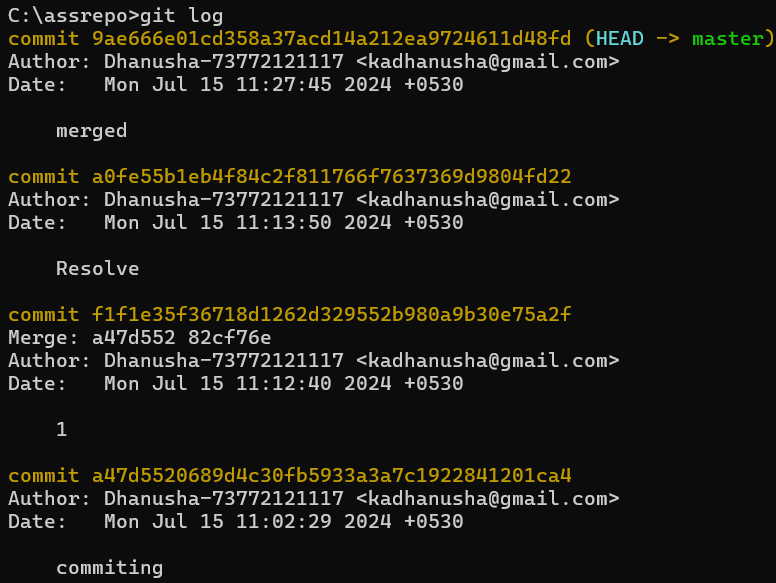 C:\assrepo>git log
commit 9ae666e01cd358a37acd14a212ea9724611d48fd (HEAD -> master)
Author: Dhanusha-73772121117 <kadhanusha@gmail.com>
Date:   Mon Jul 15 11:27:45 2024 +0530
merged
commit a0fe55b1eb4f84c2f811766f7637369d9804fd22
Author: Dhanusha-73772121117 <kadhanusha@gmail.com>
Date:   Mon Jul 15 11:13:50 2024 +0530
Resolve
commit f1f1e35f36718d1262d329552b980a9b30e75a2f
Merge: a47d552 82cf76e
Author: Dhanusha-73772121117 <kadhanusha@gmail.com>
Date:   Mon Jul 15 11:12:40 2024 +0530
1
commit a47d5520689d4c30fb5933a3a7c1922841201ca4
Author: Dhanusha-73772121117 <kadhanusha@gmail.com>
Date:   Mon Jul 15 11:02:29 2024 +0530
commiting